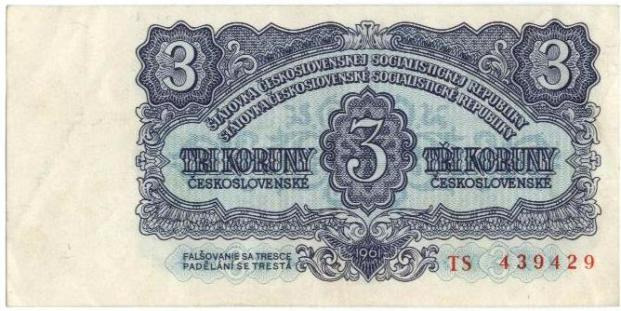 3 3
ŠTÁTOVKA ČESKOSLOVENSKEJ SOCIALISTICKEJ REPUBLIKY
STÁTOVKA ČESKOSLOVENSKÉ SOCIALISTICKÉ REPUBLIKY
3
TRI KORUNY TŘI KORUNY
ČESKOSLOVENSKÉ ČESKOSLOVENSKÉ
FALŠOVANIE SA TRESCE
PADĚLÁNÍ SE TRESTÁ
1961
TS 439429